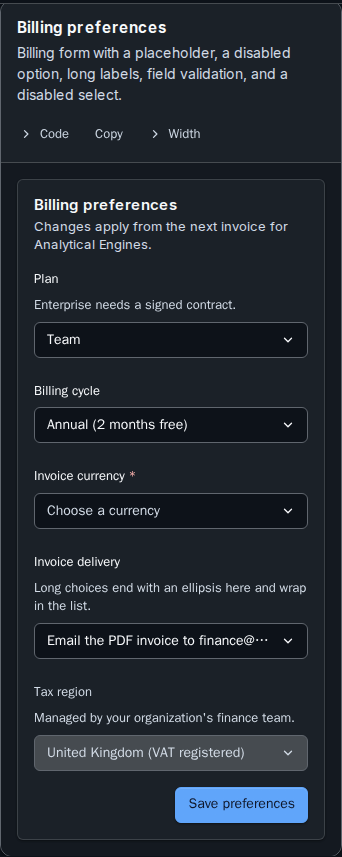 Billing preferences
Billing form with a placeholder, a disabled
option, long labels, field validation, and a
disabled select.
Code Copy Width
Billing preferences
Changes apply from the next invoice for
Analytical Engines.
Plan
Enterprise needs a signed contract.
Team
Billing cycle
Annual (2 months free)
Invoice currency *
Choose a currency
Invoice delivery
Long choices end with an ellipsis here and wrap
in the list.
Email the PDF invoice to finance@…
Tax region
Managed by your organization's finance team.
United Kingdom (VAT registered)
Save preferences